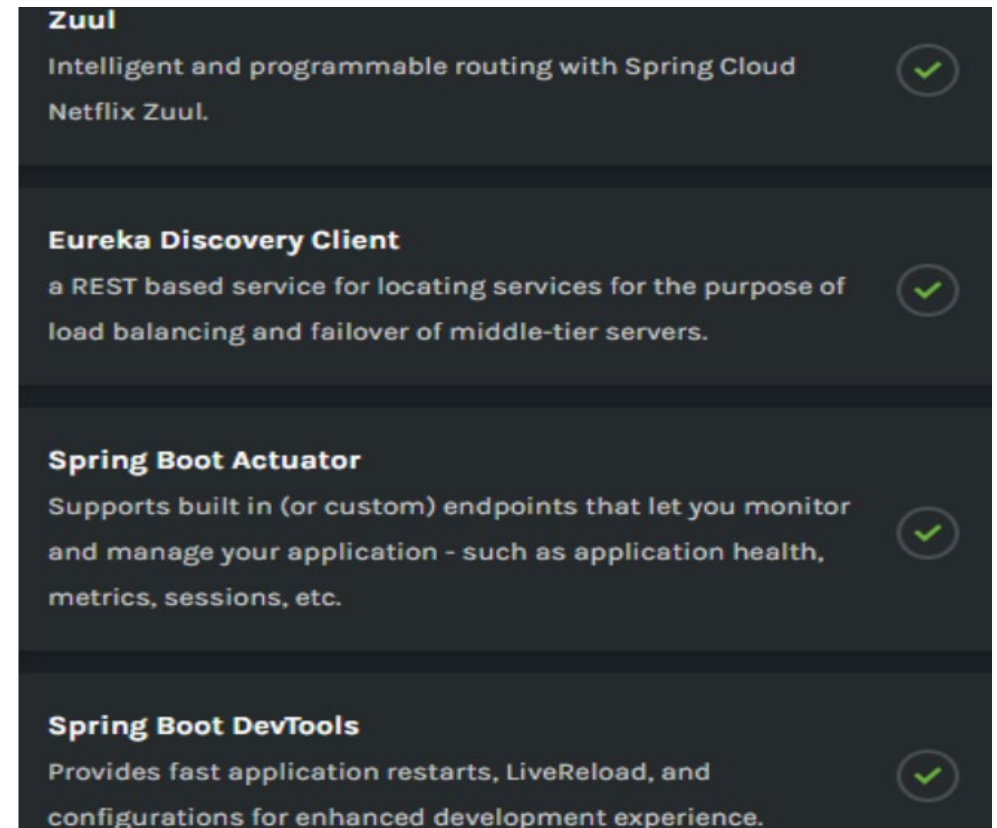 Zuul
Intelligent and programmable routing with Spring Cloud
Netflix Zuul.
Eureka Discovery Client
a REST based service for locating services for the purpose of
load balancing and failover of middle-tier servers.
Spring Boot Actuator
Supports built in (or custom) endpoints that let you monitor
and manage your application - such as application health,
metrics, sessions, etc.
Spring Boot DevTools
Provides fast application restarts, LiveReload, and
configurations for enhanced development experience.